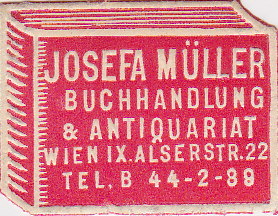 JOSEFA MÜLLER
BUCHHANDLUNG
& ANTIQUARIAT
WIEN IX. ALSERSTR. 22
TEL. B 44-2-89